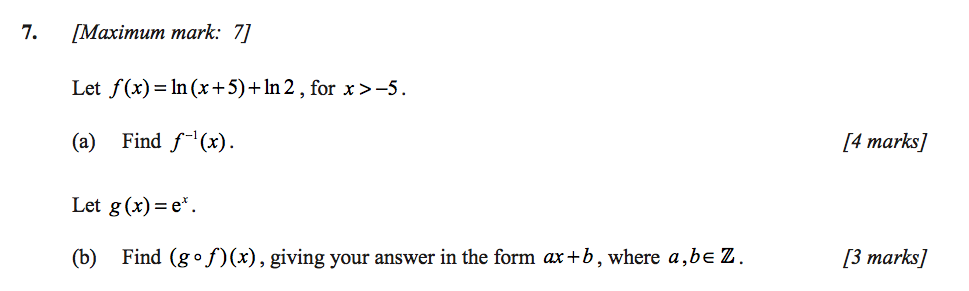 7. [Maximum mark: 7]
Let f(x) = ln(x+5) + ln 2, for x > −5.
(a) Find f⁻¹(x). [4 marks]
Let g(x) = eˣ.
(b) Find (g ∘ f)(x), giving your answer in the form ax+b, where a,b∈ ℤ. [3 marks]